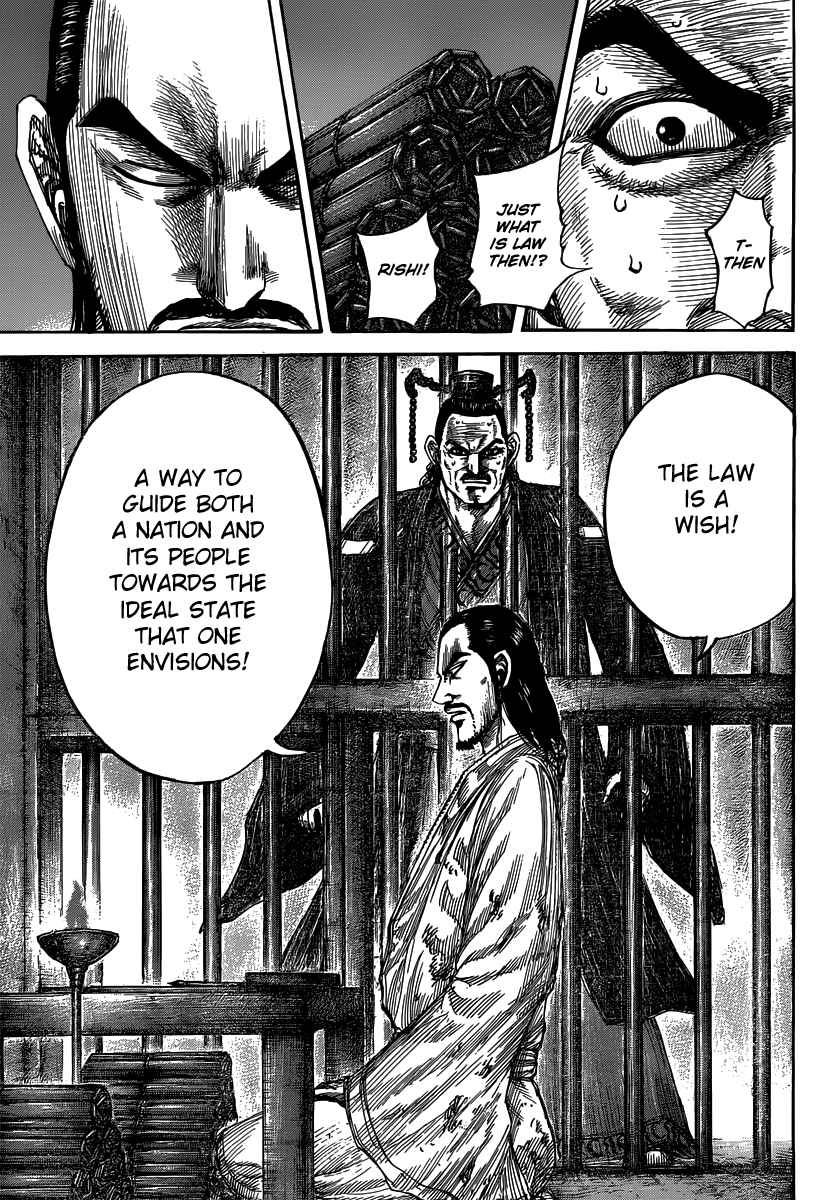 T-
THEN
JUST
WHAT
IS LAW
THEN!?
RISHI!
THE LAW
IS A
WISH!
A WAY TO
GUIDE BOTH
A NATION AND
ITS PEOPLE
TOWARDS THE
IDEAL STATE
THAT ONE
ENVISIONS!